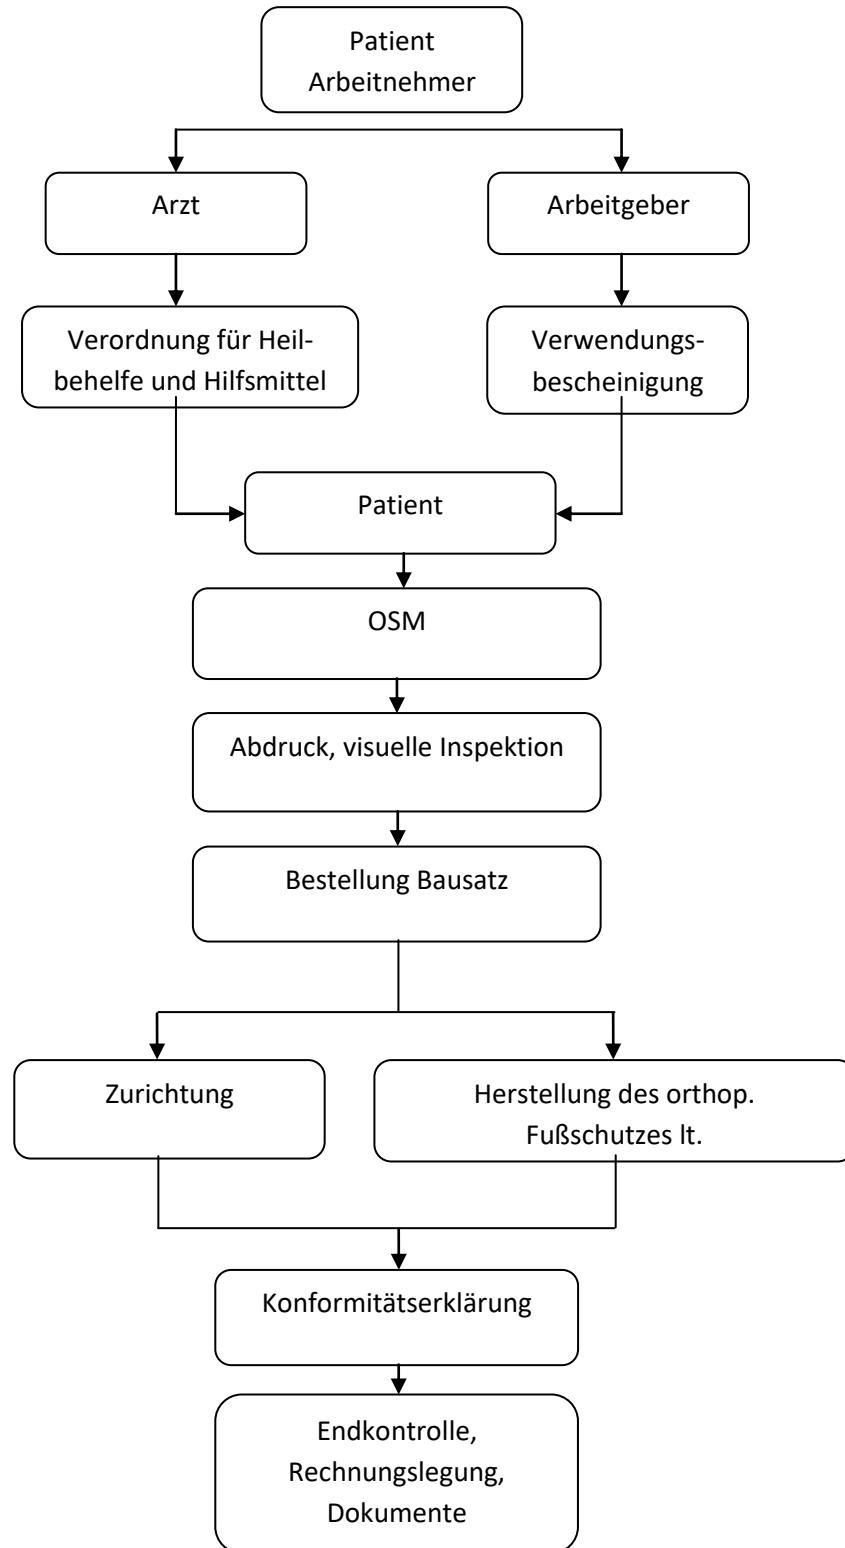 Patient
Arbeitnehmer
Arzt
Arbeitgeber
Verordnung für Heil-
behelfe und Hilfsmittel
Verwendungs-
bescheinigung
Patient
OSM
Abdruck, visuelle Inspektion
Bestellung Bausatz
Zurichtung
Herstellung des orthop.
Fußschutzes lt.
Konformitätserklärung
Endkontrolle,
Rechnungslegung,
Dokumente